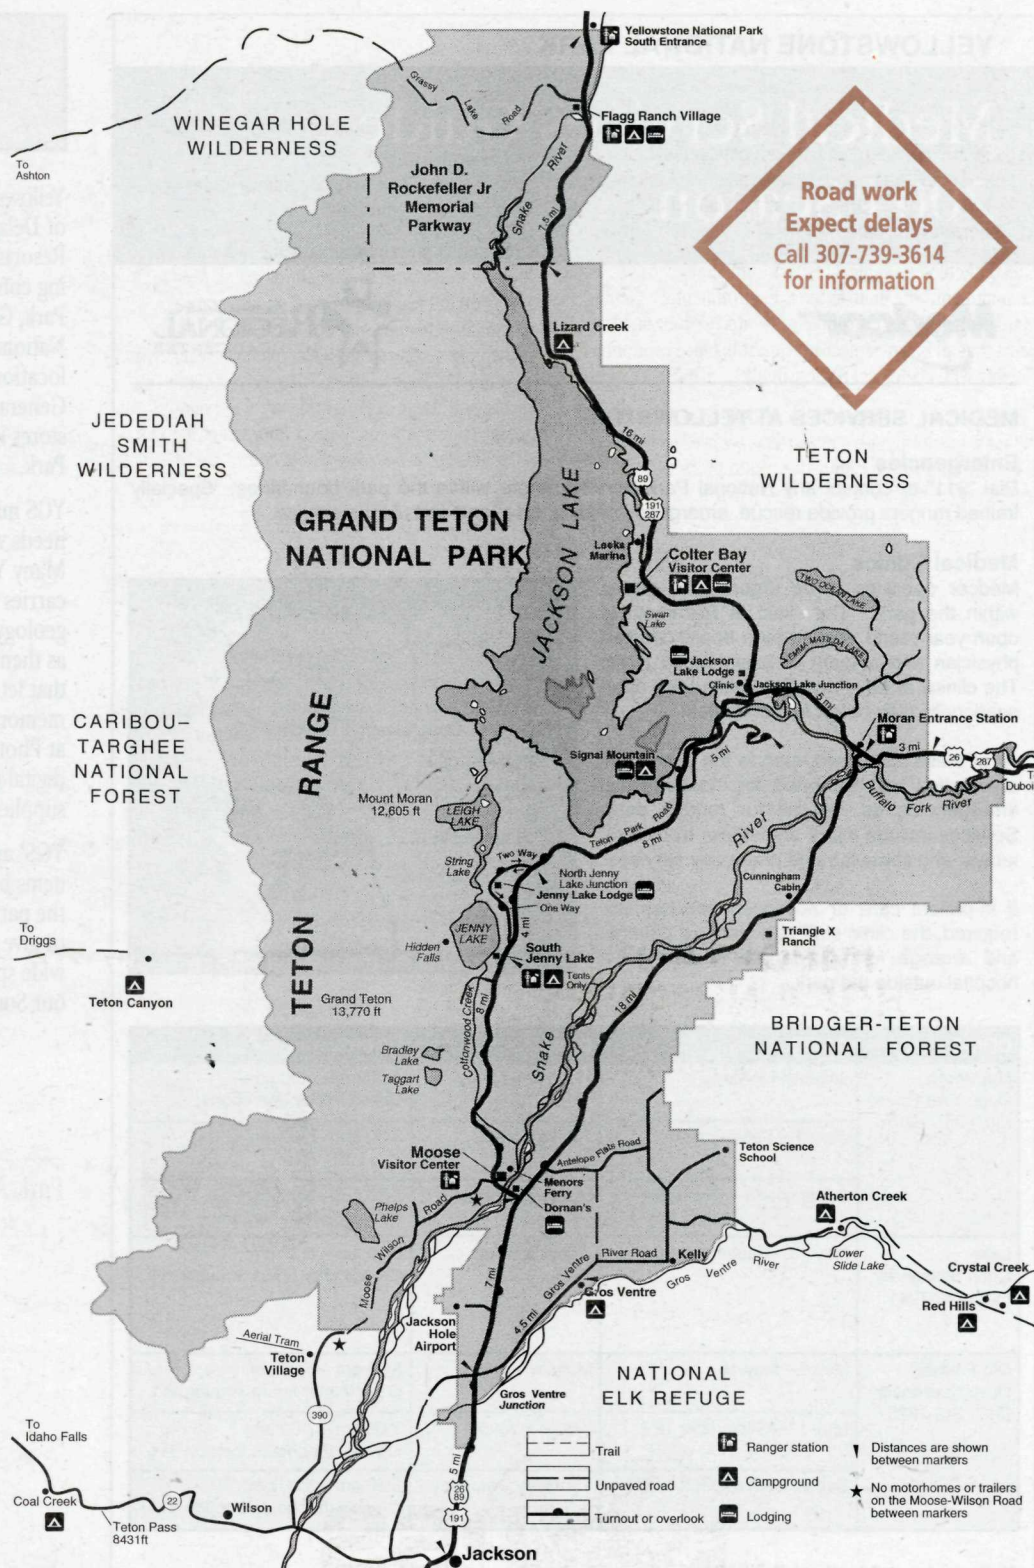 Yellowstone National Park
South Entrance
Grassy Lake Road
To
Ashton
WINEGAR HOLE
WILDERNESS
Flagg Ranch Village
John D.
Rockefeller Jr
Memorial
Parkway
Snake River
7.5 mi
Road work
Expect delays
Call 307-739-3614
for information
Lizard Creek
JEDEDIAH
SMITH
WILDERNESS
16 mi
89
191
287
TETON
WILDERNESS
GRAND TETON
NATIONAL PARK
JACKSON LAKE
Leeks
Marina
Colter Bay
Visitor Center
Swan
Lake
TWO OCEAN LAKE
EMMA MATILDA LAKE
Jackson
Lake Lodge
Clinic
Jackson Lake Junction
5 mi
Moran Entrance Station
3 mi
26
287
Dubois
Buffalo Fork River
CARIBOU–
TARGHEE
NATIONAL
FOREST
TETON RANGE
Signal Mountain
5 mi
Mount Moran
12,605 ft
LEIGH
LAKE
Teton Park Road
8 mi
River
String
Lake
Two Way
North Jenny
Lake Junction
Jenny Lake Lodge
One Way
Cunningham
Cabin
Triangle X
Ranch
JENNY
LAKE
4 mi
Hidden
Falls
South
Jenny Lake
Tents
Only
To
Driggs
Teton Canyon
Grand Teton
13,770 ft
Cottonwood Creek
8 mi
18 mi
Snake
BRIDGER-TETON
NATIONAL FOREST
Bradley
Lake
Taggart
Lake
Moose
Visitor Center
Antelope Flats Road
Teton Science
School
Menors
Ferry
Dornan's
Phelps
Lake
Moose Wilson Road
Atherton Creek
Lower
Slide Lake
Gros Ventre River Road
Kelly
Gros Ventre River
Crystal Creek
Red Hills
7 mi
4.5 mi
Gros Ventre
Jackson
Hole
Airport
Aerial Tram
Teton
Village
NATIONAL
ELK REFUGE
Gros Ventre
Junction
390
To
Idaho Falls
5 mi
26
89
191
Coal Creek
22
Teton Pass
8431ft
Wilson
Jackson
Trail
Unpaved road
Turnout or overlook
Ranger station
Campground
Lodging
Distances are shown
between markers
No motorhomes or trailers
on the Moose-Wilson Road
between markers